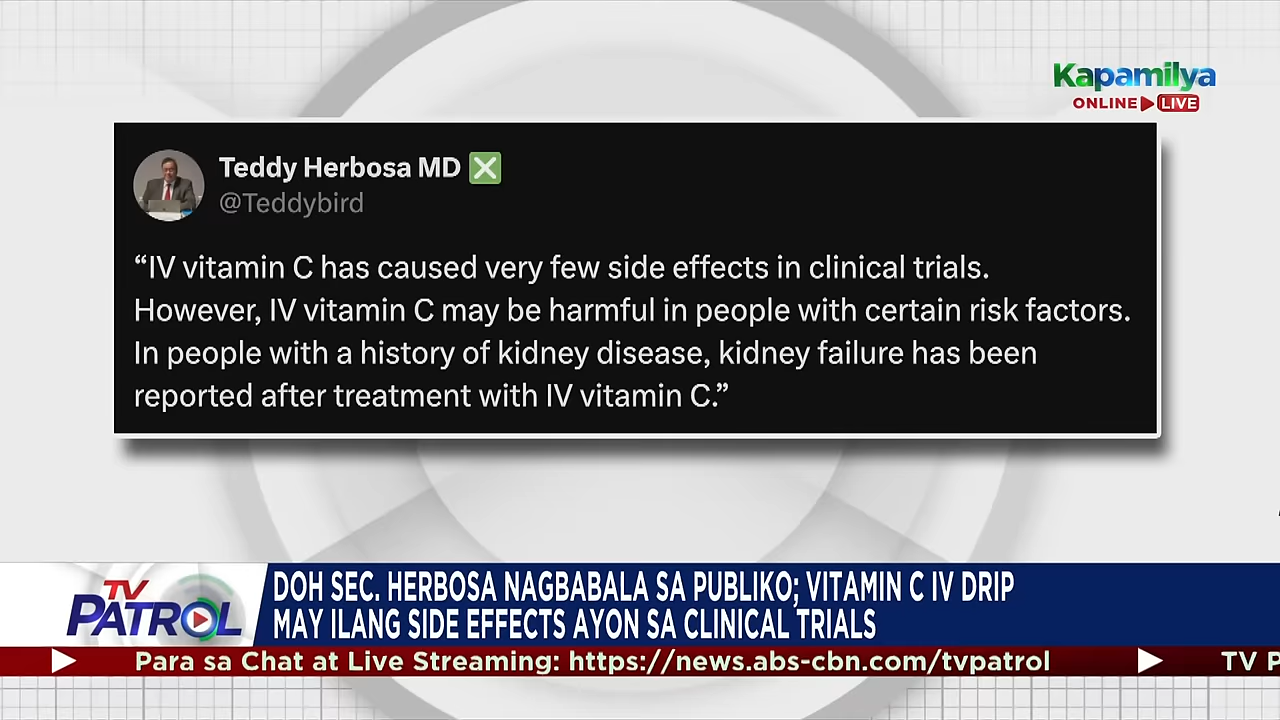 Kapamilya
ONLINE LIVE
Teddy Herbosa MD
@Teddybird
“IV vitamin C has caused very few side effects in clinical trials.
However, IV vitamin C may be harmful in people with certain risk factors.
In people with a history of kidney disease, kidney failure has been
reported after treatment with IV vitamin C.”
TV
PATROL
DOH SEC. HERBOSA NAGBABALA SA PUBLIKO; VITAMIN C IV DRIP
MAY ILANG SIDE EFFECTS AYON SA CLINICAL TRIALS
Para sa Chat at Live Streaming: https://news.abs-cbn.com/tvpatrol TV P